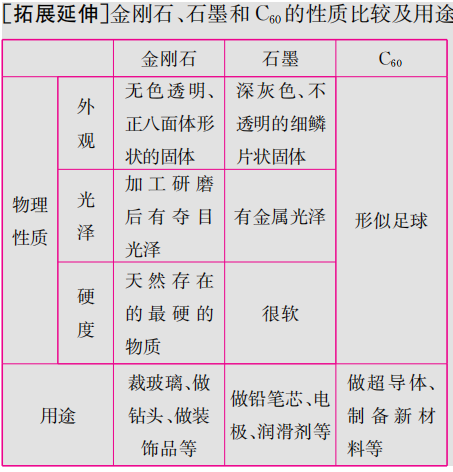 [拓展延伸]金刚石、石墨和C₆₀的性质比较及用途
金刚石 石墨 C₆₀
物理
性质
外
观
无色透明、
正八面体形
状的固体
深灰色、不
透明的细鳞
片状固体
形似足球
光
泽
加工研磨
后有夺目
光泽
有金属光泽
硬
度
天然存在
的最硬的
物质
很软
用途
裁玻璃、做
钻头、做装
饰品等
做铅笔芯、电
极、润滑剂等
做超导体、
制备新材
料等